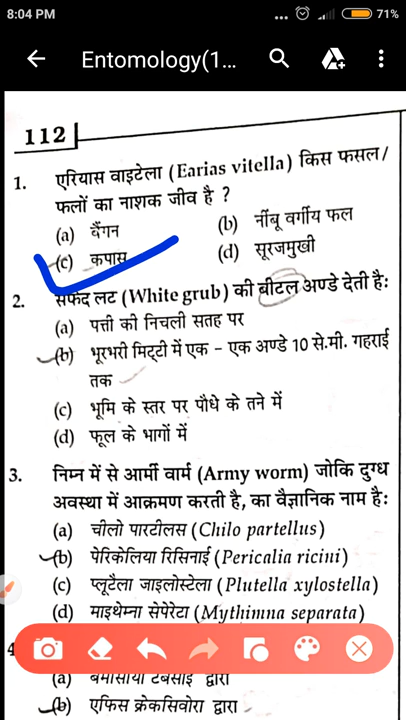 8:04 PM ... 71%
Entomology(1...
112
1. एरियास वाइटेला (Earias vitella) किस फसल/
फलों का नाशक जीव है ?
(a) बैंगन (b) नींबू वर्गीय फल
(c) कपास (d) सूरजमुखी
2. सफेद लट (White grub) की बीटल अण्डे देती है:
(a) पत्ती की निचली सतह पर
(b) भूरभरी मिट्टी में एक – एक अण्डे 10 से.मी. गहराई
तक
(c) भूमि के स्तर पर पौधे के तने में
(d) फूल के भागों में
3. निम्न में से आर्मी वार्म (Army worm) जोकि दुग्ध
अवस्था में आक्रमण करती है, का वैज्ञानिक नाम है:
(a) चीलो पारटीलस (Chilo partellus)
(b) पेरिकेलिया रिसिनाई (Pericalia ricini)
(c) प्लूटैला जाइलोस्टेला (Plutella xylostella)
(d) माइथेम्ना सेपेरेटा (Mythimna separata)
4
(a) द्वारा
(b) एफिस क्रेकसिवोरा द्वारा